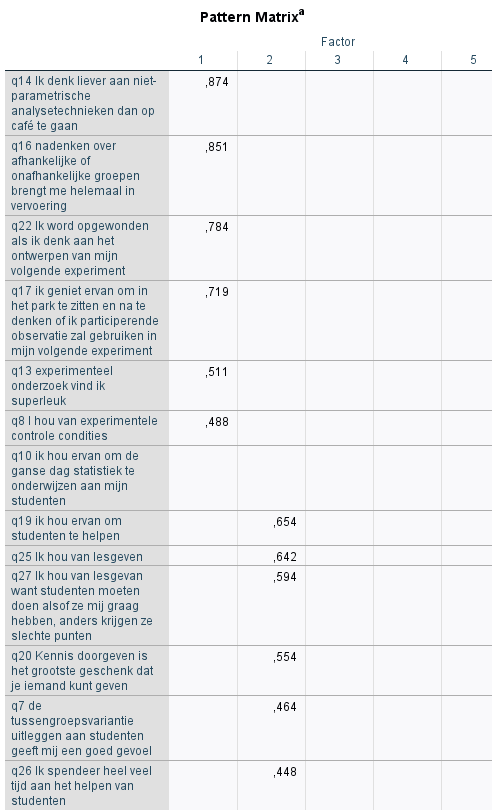 Pattern Matrixa
Factor
1 2 3 4 5
q14 Ik denk liever aan niet- ,874
parametrische
analysetechnieken dan op
café te gaan
q16 nadenken over ,851
afhankelijke of
onafhankelijke groepen
brengt me helemaal in
vervoering
q22 Ik word opgewonden ,784
als ik denk aan het
ontwerpen van mijn
volgende experiment
q17 ik geniet ervan om in ,719
het park te zitten en na te
denken of ik participerende
observatie zal gebruiken in
mijn volgende experiment
q13 experimenteel ,511
onderzoek vind ik
superleuk
q8 I hou van experimentele ,488
controle condities
q10 ik hou ervan om de
ganse dag statistiek te
onderwijzen aan mijn
studenten
q19 ik hou ervan om ,654
studenten te helpen
q25 Ik hou van lesgeven ,642
q27 Ik hou van lesgevan ,594
want studenten moeten
doen alsof ze mij graag
hebben, anders krijgen ze
slechte punten
q20 Kennis doorgeven is ,554
het grootste geschenk dat
je iemand kunt geven
q7 de ,464
tussengroepsvariantie
uitleggen aan studenten
geeft mij een goed gevoel
q26 Ik spendeer heel veel ,448
tijd aan het helpen van
studenten